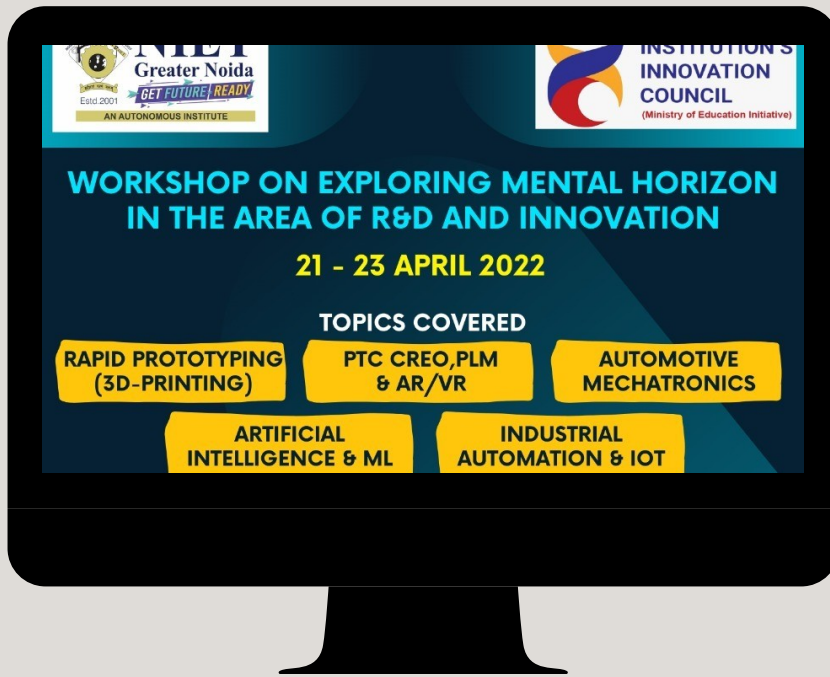 NIET
Greater Noida
Estd.2001
GET FUTURE READY
AN AUTONOMOUS INSTITUTE
INSTITUTION'S
INNOVATION
COUNCIL
(Ministry of Education Initiative)
WORKSHOP ON EXPLORING MENTAL HORIZON
IN THE AREA OF R&D AND INNOVATION
21 - 23 APRIL 2022
TOPICS COVERED
RAPID PROTOTYPING
(3D-PRINTING)
PTC CREO,PLM
& AR/VR
AUTOMOTIVE
MECHATRONICS
ARTIFICIAL
INTELLIGENCE & ML
INDUSTRIAL
AUTOMATION & IOT